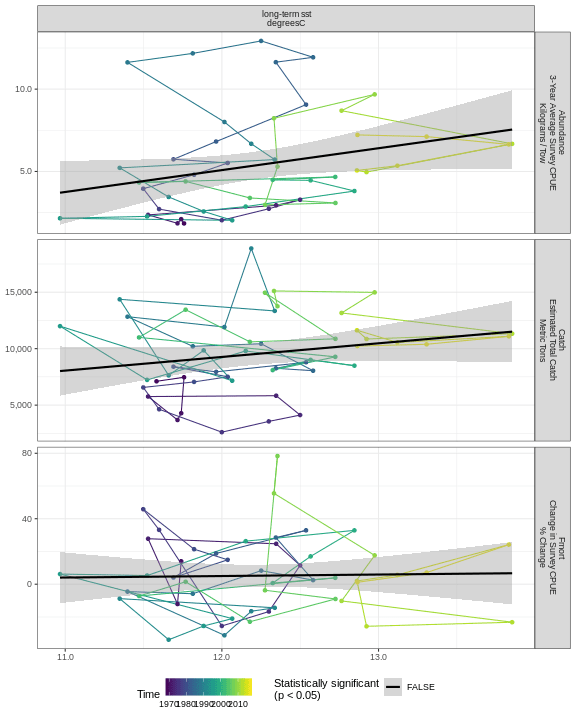 long-term sst
degreesC
10.0
5.0
Abundance
3-Year Average Survey CPUE
Kilograms / Tow
15,000
10,000
5,000
Catch
Estimated Total Catch
Metric Tons
80
40
0
Fmort
Change in Survey CPUE
% Change
11.0
12.0
13.0
Time
1970 1980 1990 2000 2010
Statistically significant
(p < 0.05)
FALSE